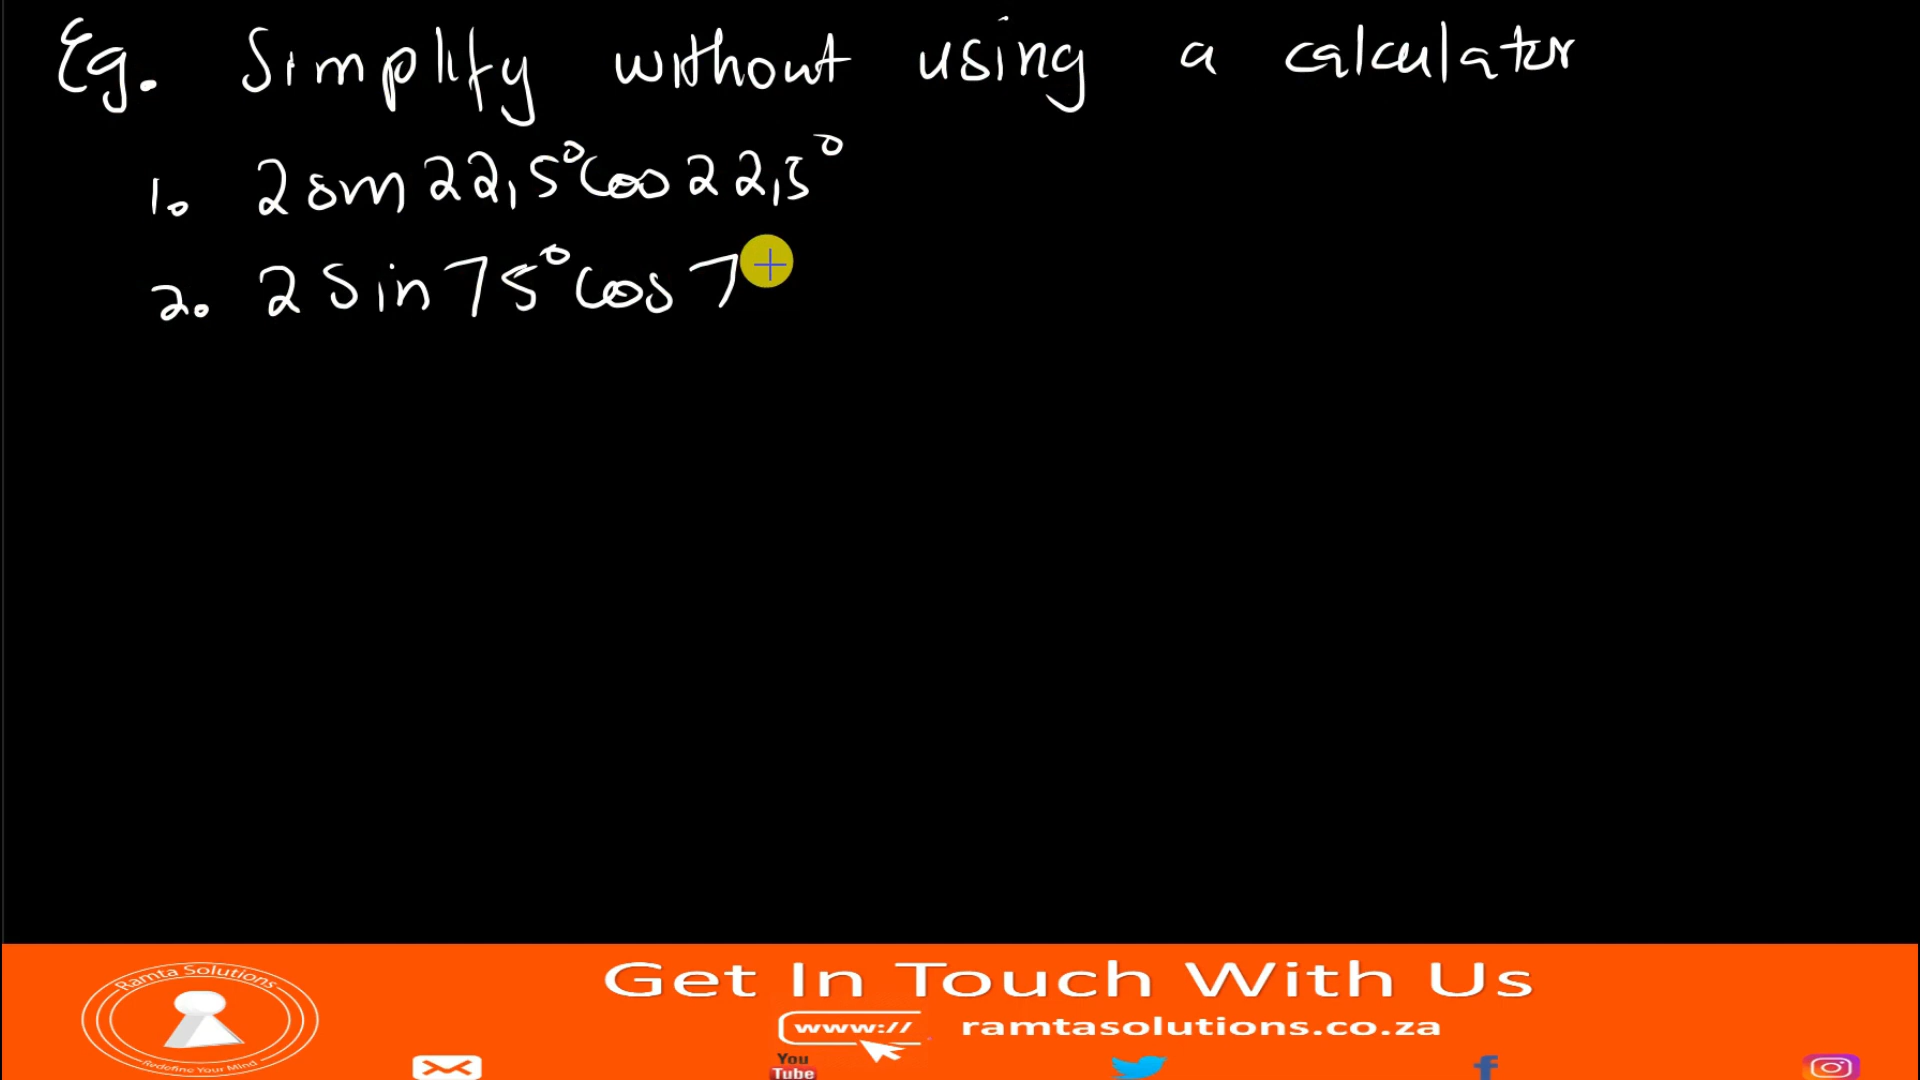 Eg. Simplify without using a calculator
1. 2 sin 22,5° cos 22,5°
2. 2 Sin 75° cos 7
Get In Touch With Us
www:// ramtasolutions.co.za
Ramta Solutions
Redefine Your Mind
You
Tube